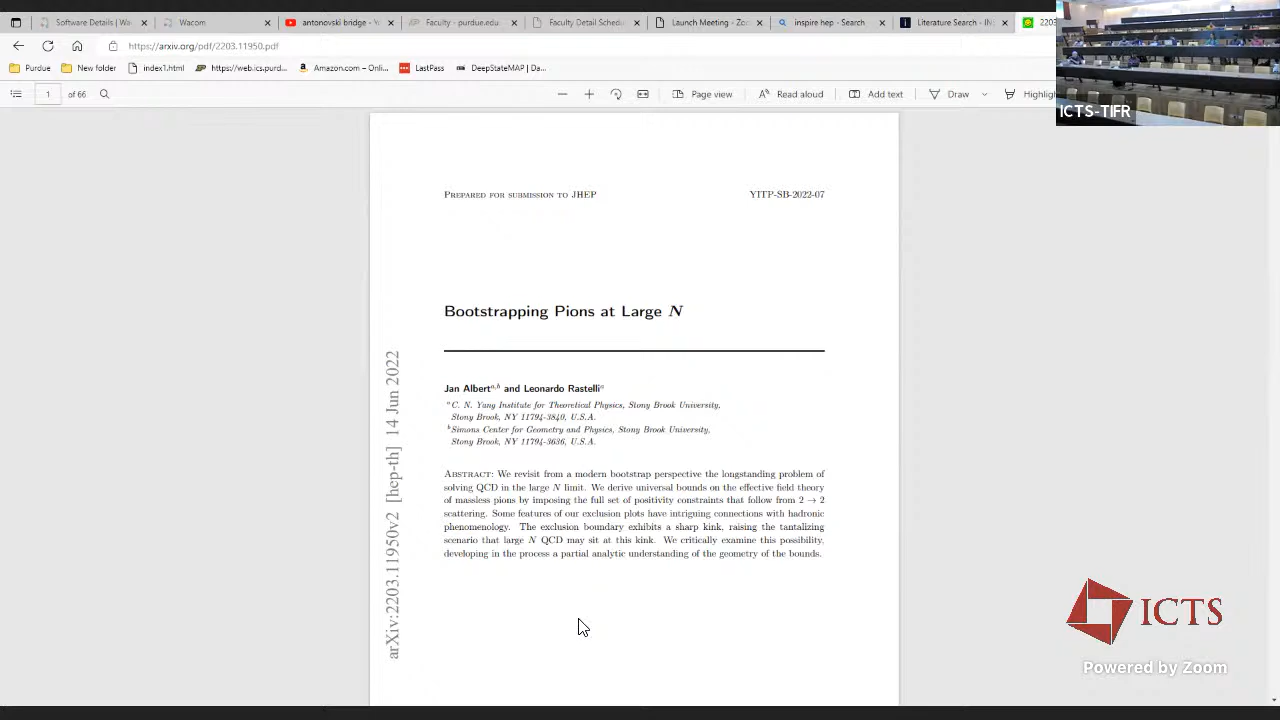 Software Details | Wa
Wacom
antonovski bridge - Y
Faculty - purdue.edu
Faculty Detail Schedu
Launch Meeting - Zo
inspire hep - Search
Literature Search - IN
2203
https://arxiv.org/pdf/2203.11950.pdf
Purdue
New folder
index1.html
https://web.ics.purd...
Amazon.com – Onli...
LastPass
DeepStateMAP | Da...
1 of 66
Page view
Read aloud
Add text
Draw
Highligh
ICTS-TIFR
PREPARED FOR SUBMISSION TO JHEP
YITP-SB-2022-07
Bootstrapping Pions at Large N
Jan Albert^a,b and Leonardo Rastelli^a
^a C. N. Yang Institute for Theoretical Physics, Stony Brook University,
Stony Brook, NY 11794-3840, U.S.A.
^b Simons Center for Geometry and Physics, Stony Brook University,
Stony Brook, NY 11794-3636, U.S.A.
ABSTRACT: We revisit from a modern bootstrap perspective the longstanding problem of
solving QCD in the large N limit. We derive universal bounds on the effective field theory
of massless pions by imposing the full set of positivity constraints that follow from 2 → 2
scattering. Some features of our exclusion plots have intriguing connections with hadronic
phenomenology. The exclusion boundary exhibits a sharp kink, raising the tantalizing
scenario that large N QCD may sit at this kink. We critically examine this possibility,
developing in the process a partial analytic understanding of the geometry of the bounds.
arXiv:2203.11950v2 [hep-th] 14 Jun 2022
ICTS
Powered by Zoom